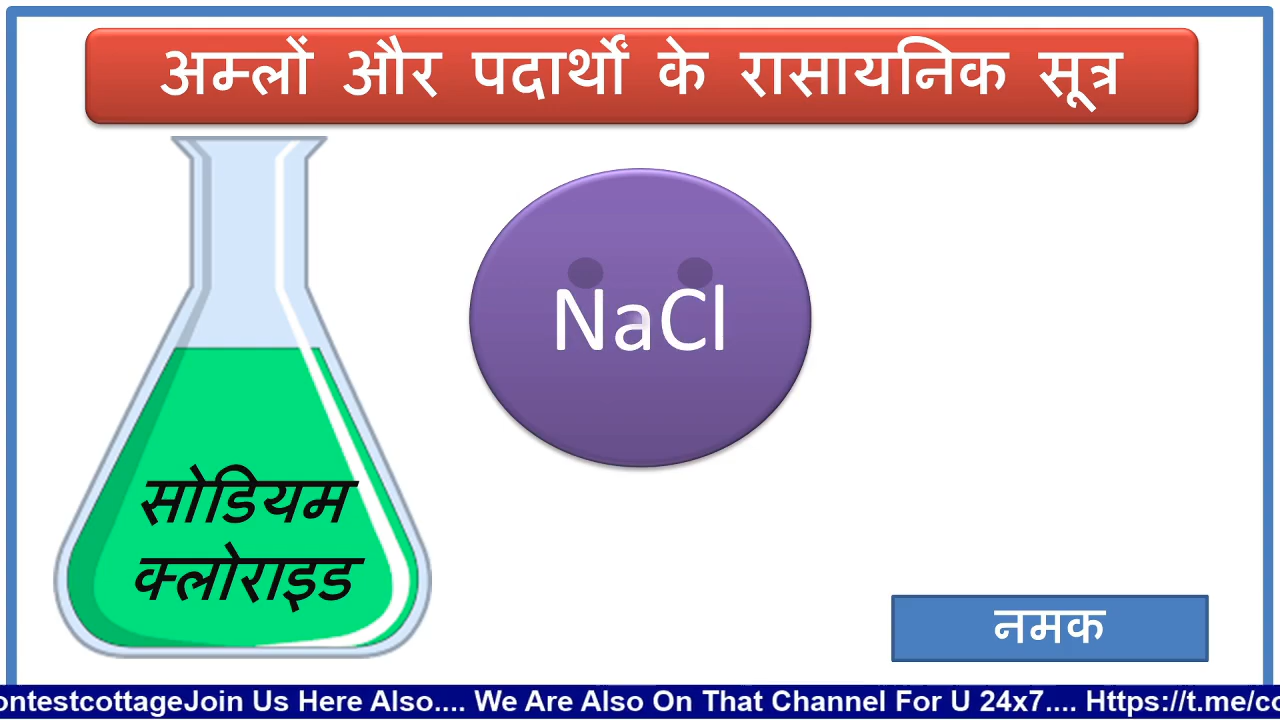 अम्लों और पदार्थों के रासायनिक सूत्र
NaCl
सोडियम
क्लोराइड
नमक
ontestcottageJoin Us Here Also.... We Are Also On That Channel For U 24x7.... Https://t.me/co